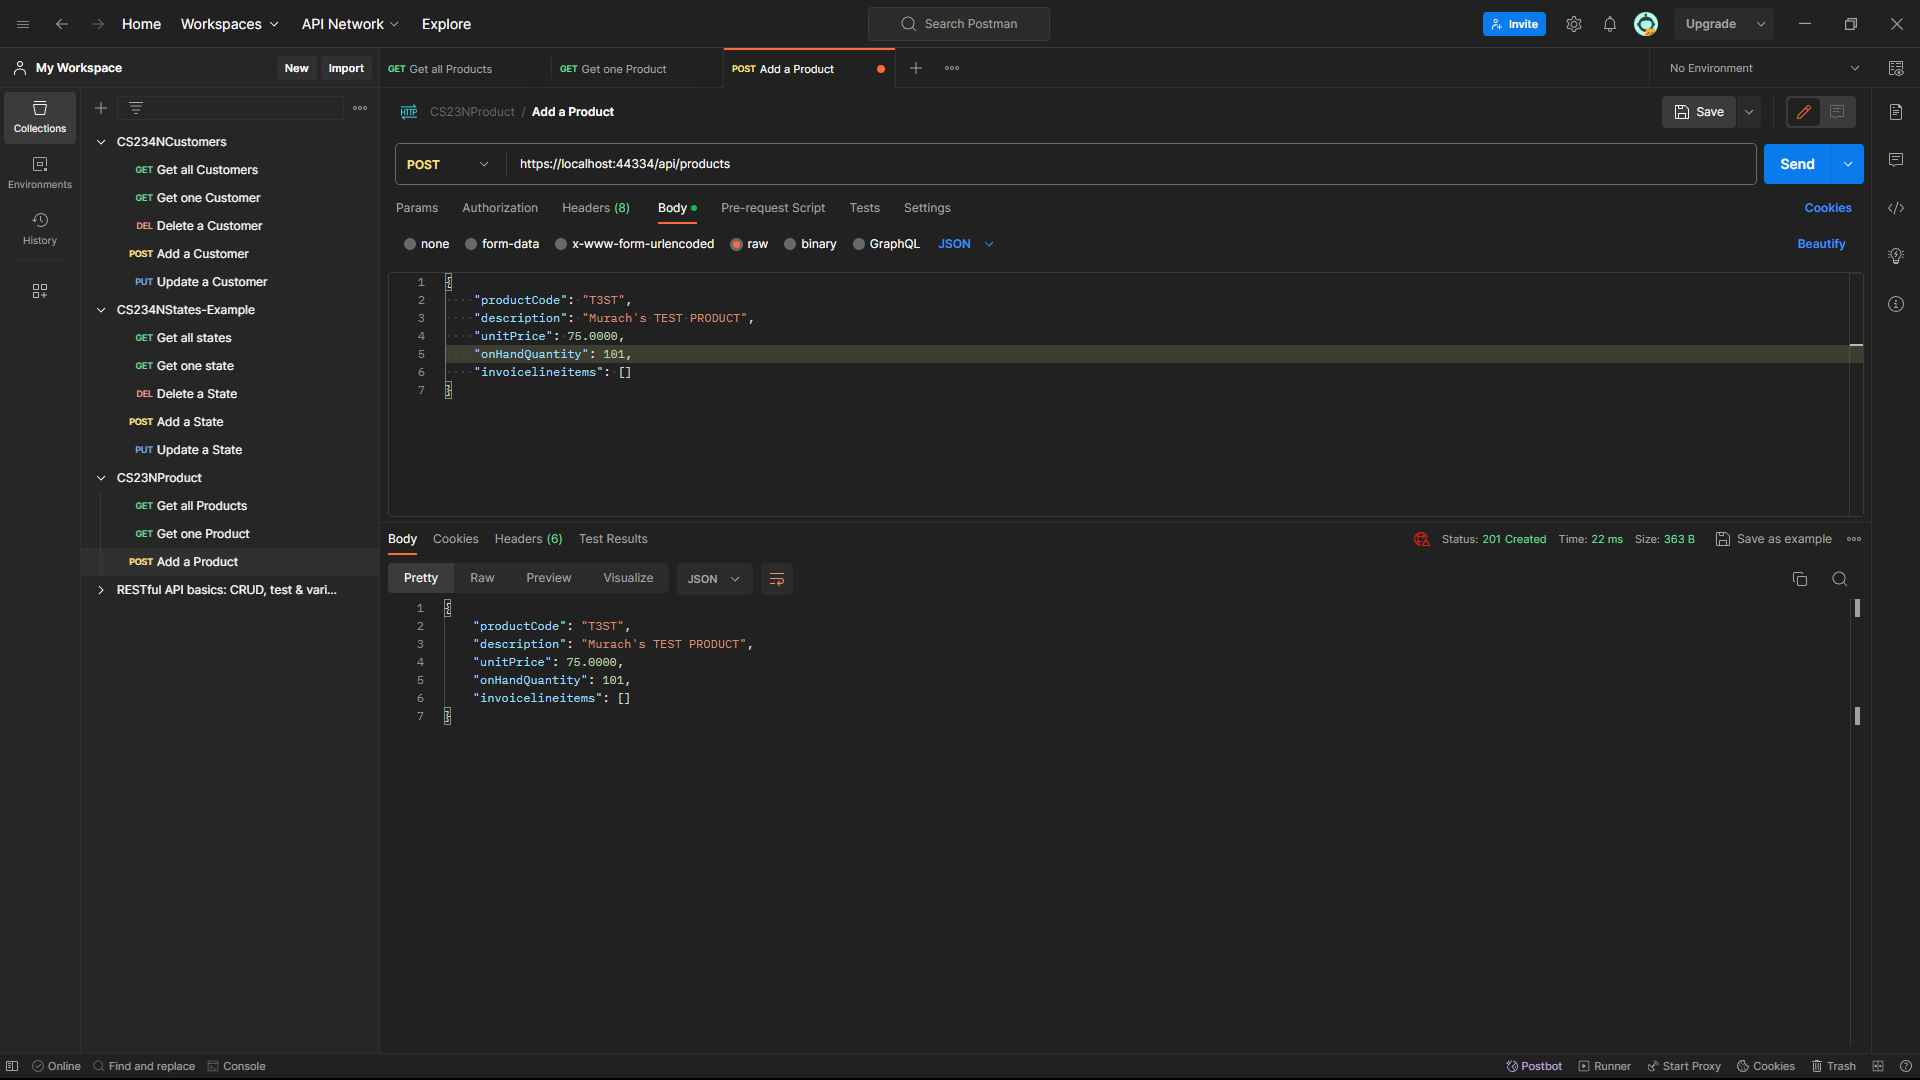 Home Workspaces API Network Explore Search Postman Invite Upgrade
My Workspace New Import GET Get all Products GET Get one Product POST Add a Product No Environment
Collections
Environments
History
CS234NCustomers
GET Get all Customers
GET Get one Customer
DEL Delete a Customer
POST Add a Customer
PUT Update a Customer
CS234NStates-Example
GET Get all states
GET Get one state
DEL Delete a State
POST Add a State
PUT Update a State
CS23NProduct
GET Get all Products
GET Get one Product
POST Add a Product
RESTful API basics: CRUD, test & vari...
HTTP CS23NProduct / Add a Product Save
POST https://localhost:44334/api/products Send
Params Authorization Headers (8) Body Pre-request Script Tests Settings Cookies
none form-data x-www-form-urlencoded raw binary GraphQL JSON Beautify
1 {
2 "productCode": "T3ST",
3 "description": "Murach's TEST PRODUCT",
4 "unitPrice": 75.0000,
5 "onHandQuantity": 101,
6 "invoicelineitems": []
7 }
Body Cookies Headers (6) Test Results Status: 201 Created Time: 22 ms Size: 363 B Save as example
Pretty Raw Preview Visualize JSON
1 {
2 "productCode": "T3ST",
3 "description": "Murach's TEST PRODUCT",
4 "unitPrice": 75.0000,
5 "onHandQuantity": 101,
6 "invoicelineitems": []
7 }
Online Find and replace Console Postbot Runner Start Proxy Cookies Trash